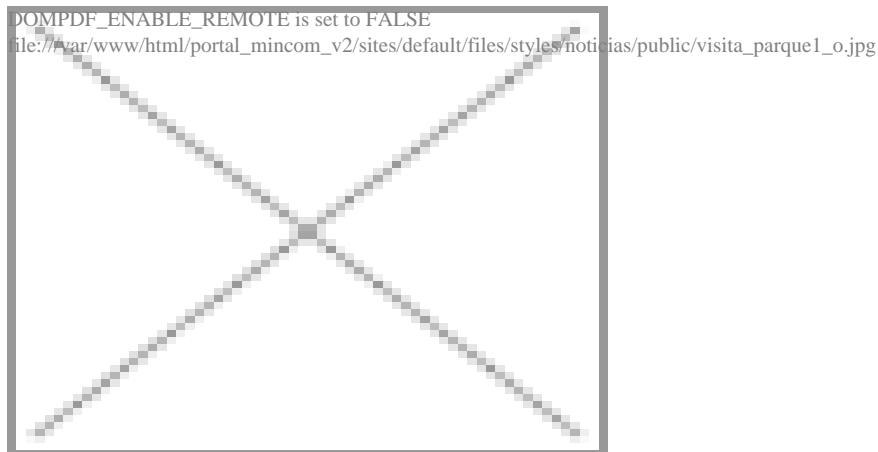 DOMPDF_ENABLE_REMOTE is set to FALSE
file:///var/www/html/portal_mincom_v2/sites/default/files/styles/noticias/public/visita_parque1_o.jpg